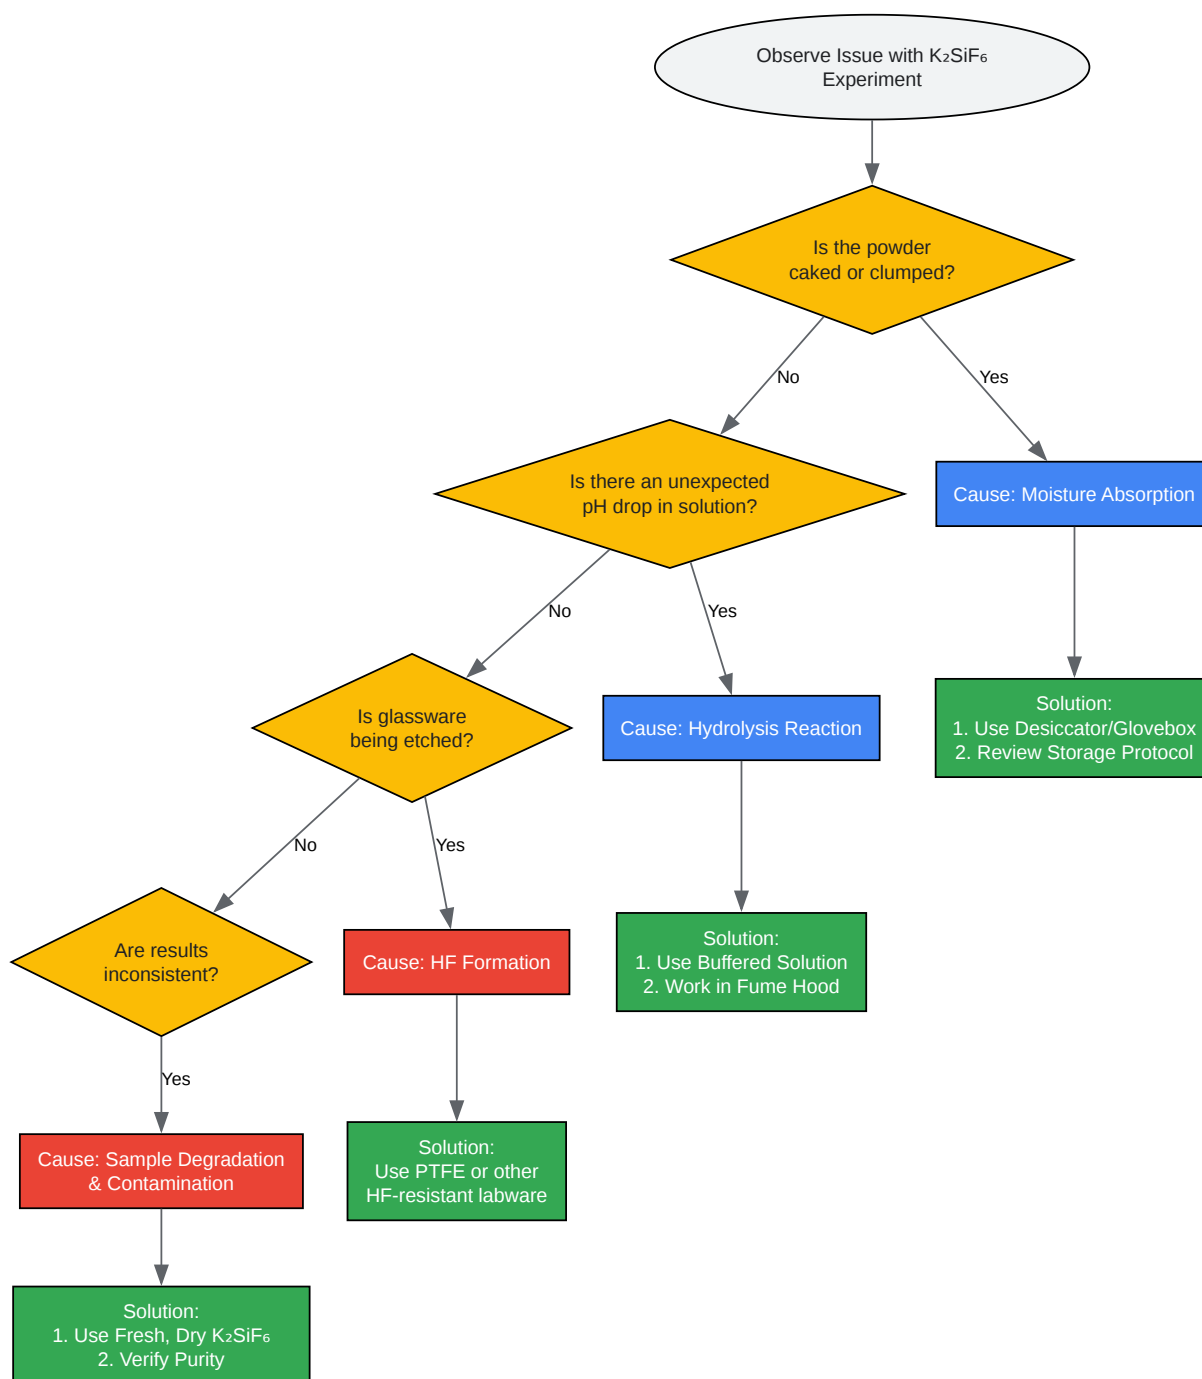 Observe Issue with K₂SiF₆
Experiment
Is the powder
caked or clumped?
No
Yes
Is there an unexpected
pH drop in solution?
Cause: Moisture Absorption
No
Yes
Solution:
1. Use Desiccator/Glovebox
2. Review Storage Protocol
Is glassware
being etched?
Cause: Hydrolysis Reaction
No
Yes
Solution:
1. Use Buffered Solution
2. Work in Fume Hood
Are results
inconsistent?
Cause: HF Formation
Yes
Solution:
Use PTFE or other
HF-resistant labware
Cause: Sample Degradation
& Contamination
Solution:
1. Use Fresh, Dry K₂SiF₆
2. Verify Purity